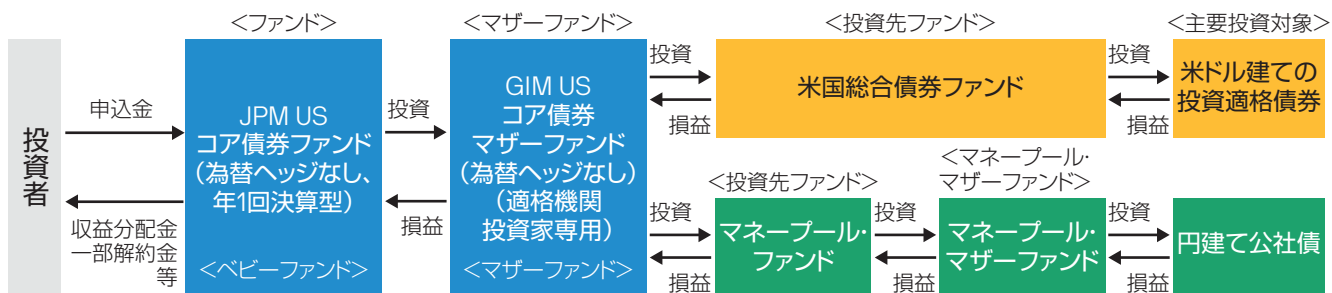 <ファンド>
<マザーファンド>
<投資先ファンド>
<主要投資対象>
投資者
申込金
収益分配金
一部解約金
等
JPM US
コア債券ファンド
(為替ヘッジなし、
年1回決算型)
<ベビーファンド>
投資
損益
GIM US
コア債券
マザーファンド
(為替ヘッジなし)
(適格機関
投資家専用)
<マザーファンド>
投資
損益
米国総合債券ファンド
投資
損益
米ドル建ての
投資適格債券
投資
損益
<投資先ファンド>
マネープール・
ファンド
投資
損益
<マネープール・
マザーファンド>
マネープール・
マザーファンド
投資
損益
円建て公社債